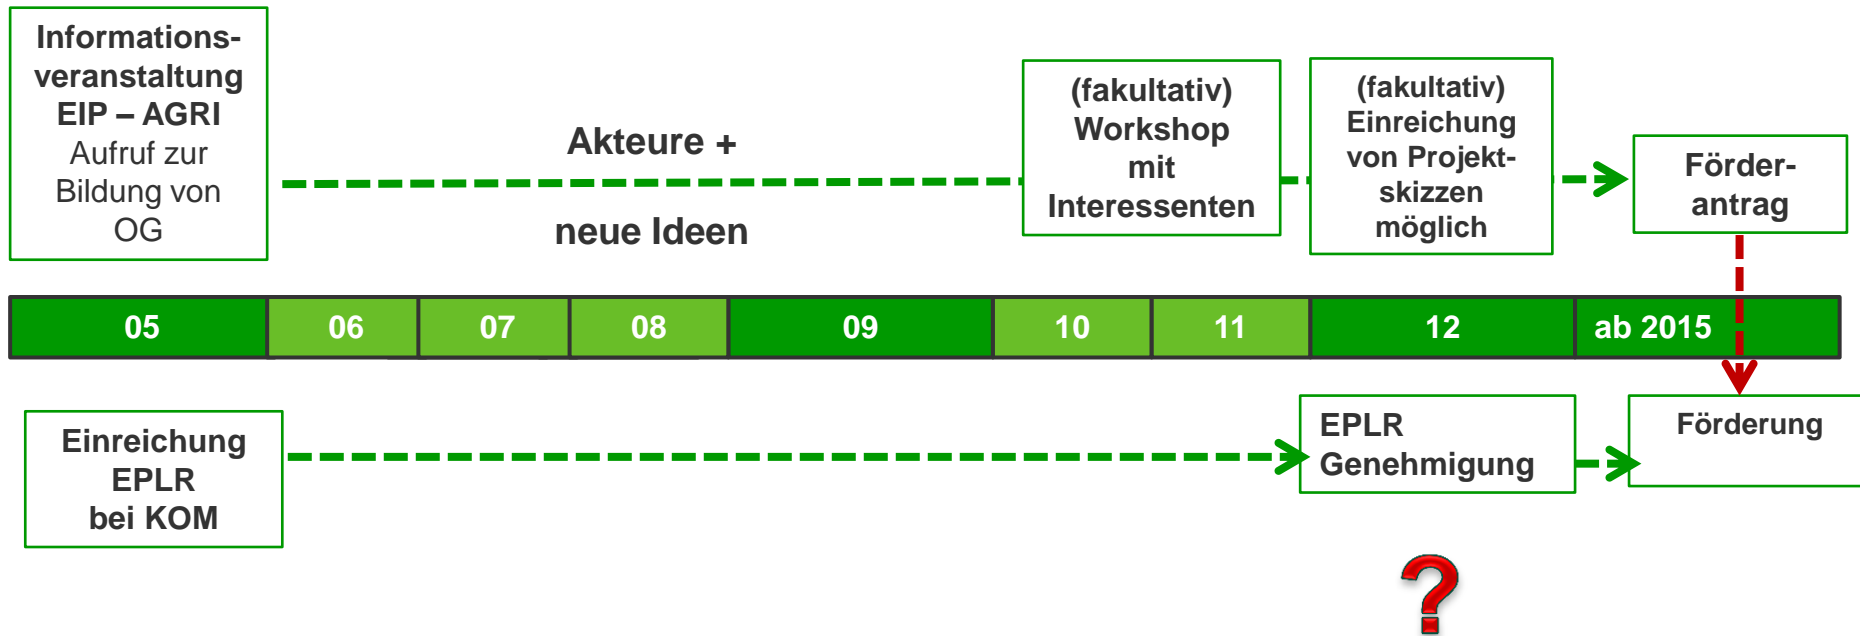 Informations-
veranstaltung
EIP – AGRI
Aufruf zur
Bildung von
OG
Akteure +
neue Ideen
(fakultativ)
Workshop
mit
Interessenten
(fakultativ)
Einreichung
von Projekt-
skizzen
möglich
Förder-
antrag
05 06 07 08 09 10 11 12 ab 2015
Einreichung
EPLR
bei KOM
EPLR
Genehmigung
Förderung
?